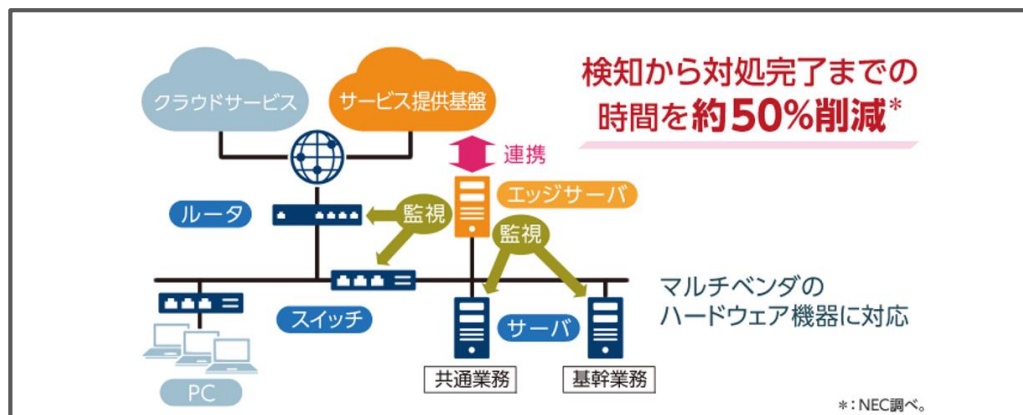 クラウドサービス
サービス提供基盤
検知から対処完了までの
時間を約50%削減*
連携
エッジサーバ
ルータ
監視
監視
スイッチ
サーバ
マルチベンダの
ハードウェア機器に対応
PC
共通業務
基幹業務
*:NEC調べ。